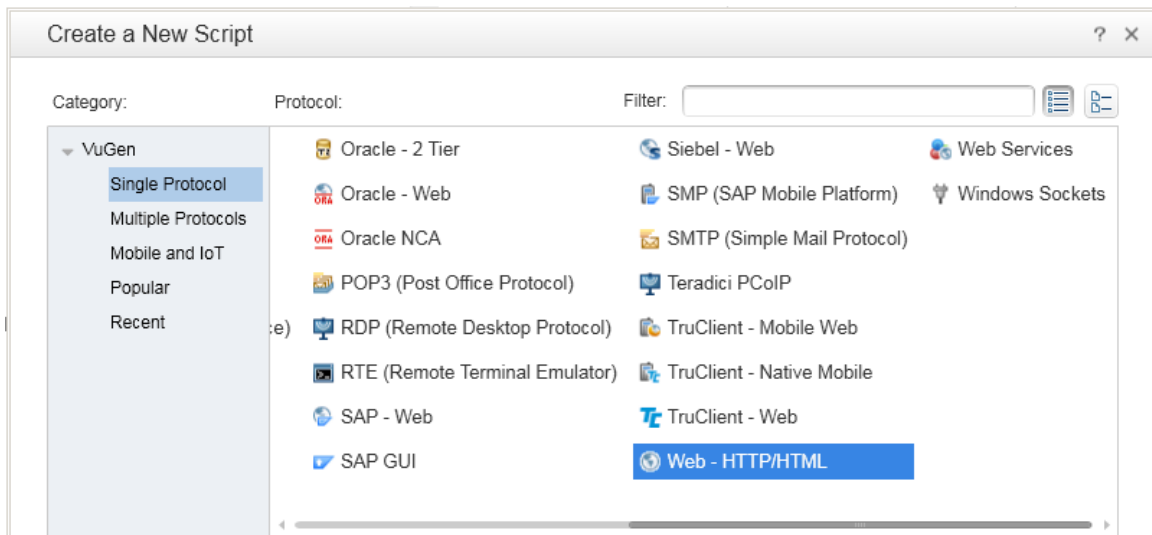 Create a New Script
?
Category:
Protocol:
Filter:
VuGen
Single Protocol
Multiple Protocols
Mobile and IoT
Popular
Recent
e)
Oracle - 2 Tier
Oracle - Web
Oracle NCA
POP3 (Post Office Protocol)
RDP (Remote Desktop Protocol)
RTE (Remote Terminal Emulator)
SAP - Web
SAP GUI
Siebel - Web
SMP (SAP Mobile Platform)
SMTP (Simple Mail Protocol)
Teradici PCoIP
TruClient - Mobile Web
TruClient - Native Mobile
TruClient - Web
Web - HTTP/HTML
Web Services
Windows Sockets